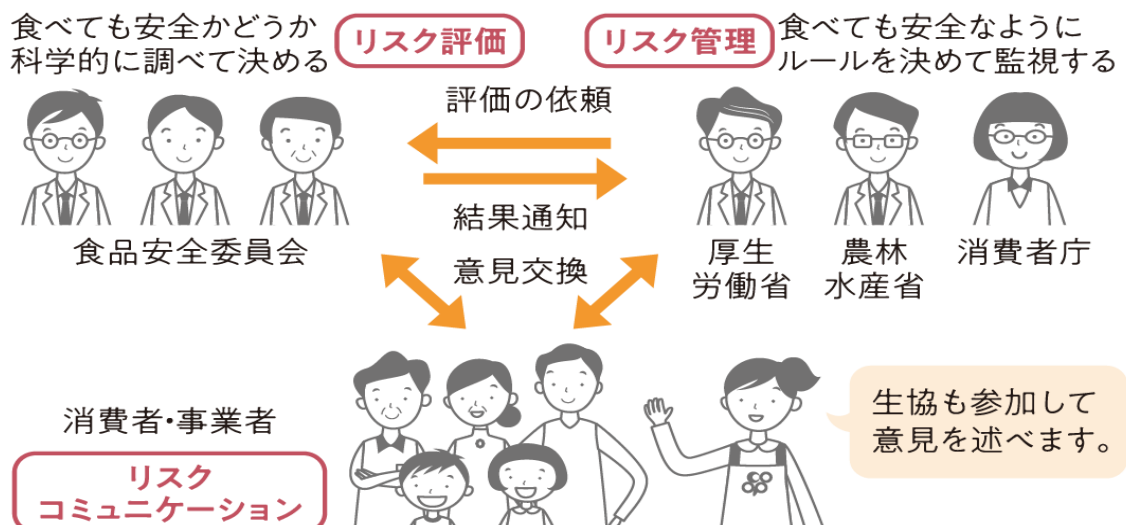 食べても安全かどうか
科学的に調べて決める
リスク評価
リスク管理
食べても安全なように
ルールを決めて監視する
評価の依頼
結果通知
意見交換
食品安全委員会
厚生
労働省
農林
水産省
消費者庁
消費者・事業者
リスク
コミュニケーション
生協も参加して
意見を述べます。